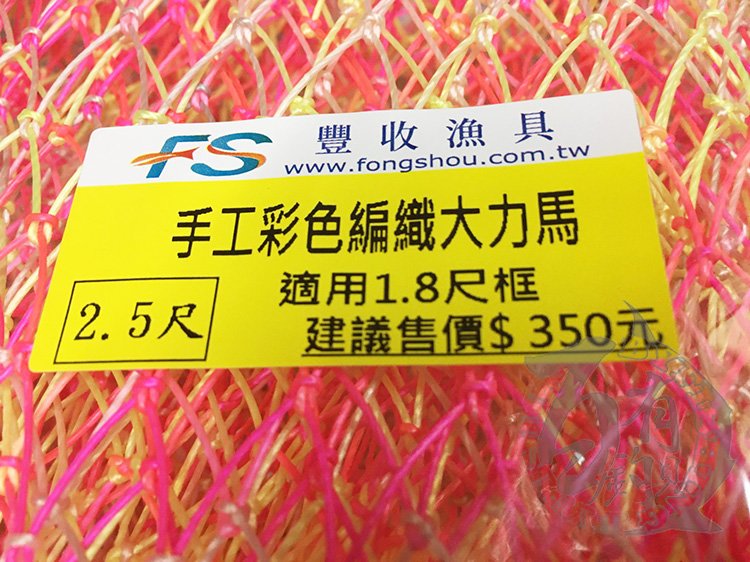 FS 豐收漁具
www.fongshou.com.tw
手工彩色編織大力馬
2.5尺
適用1.8尺框
建議售價$350元